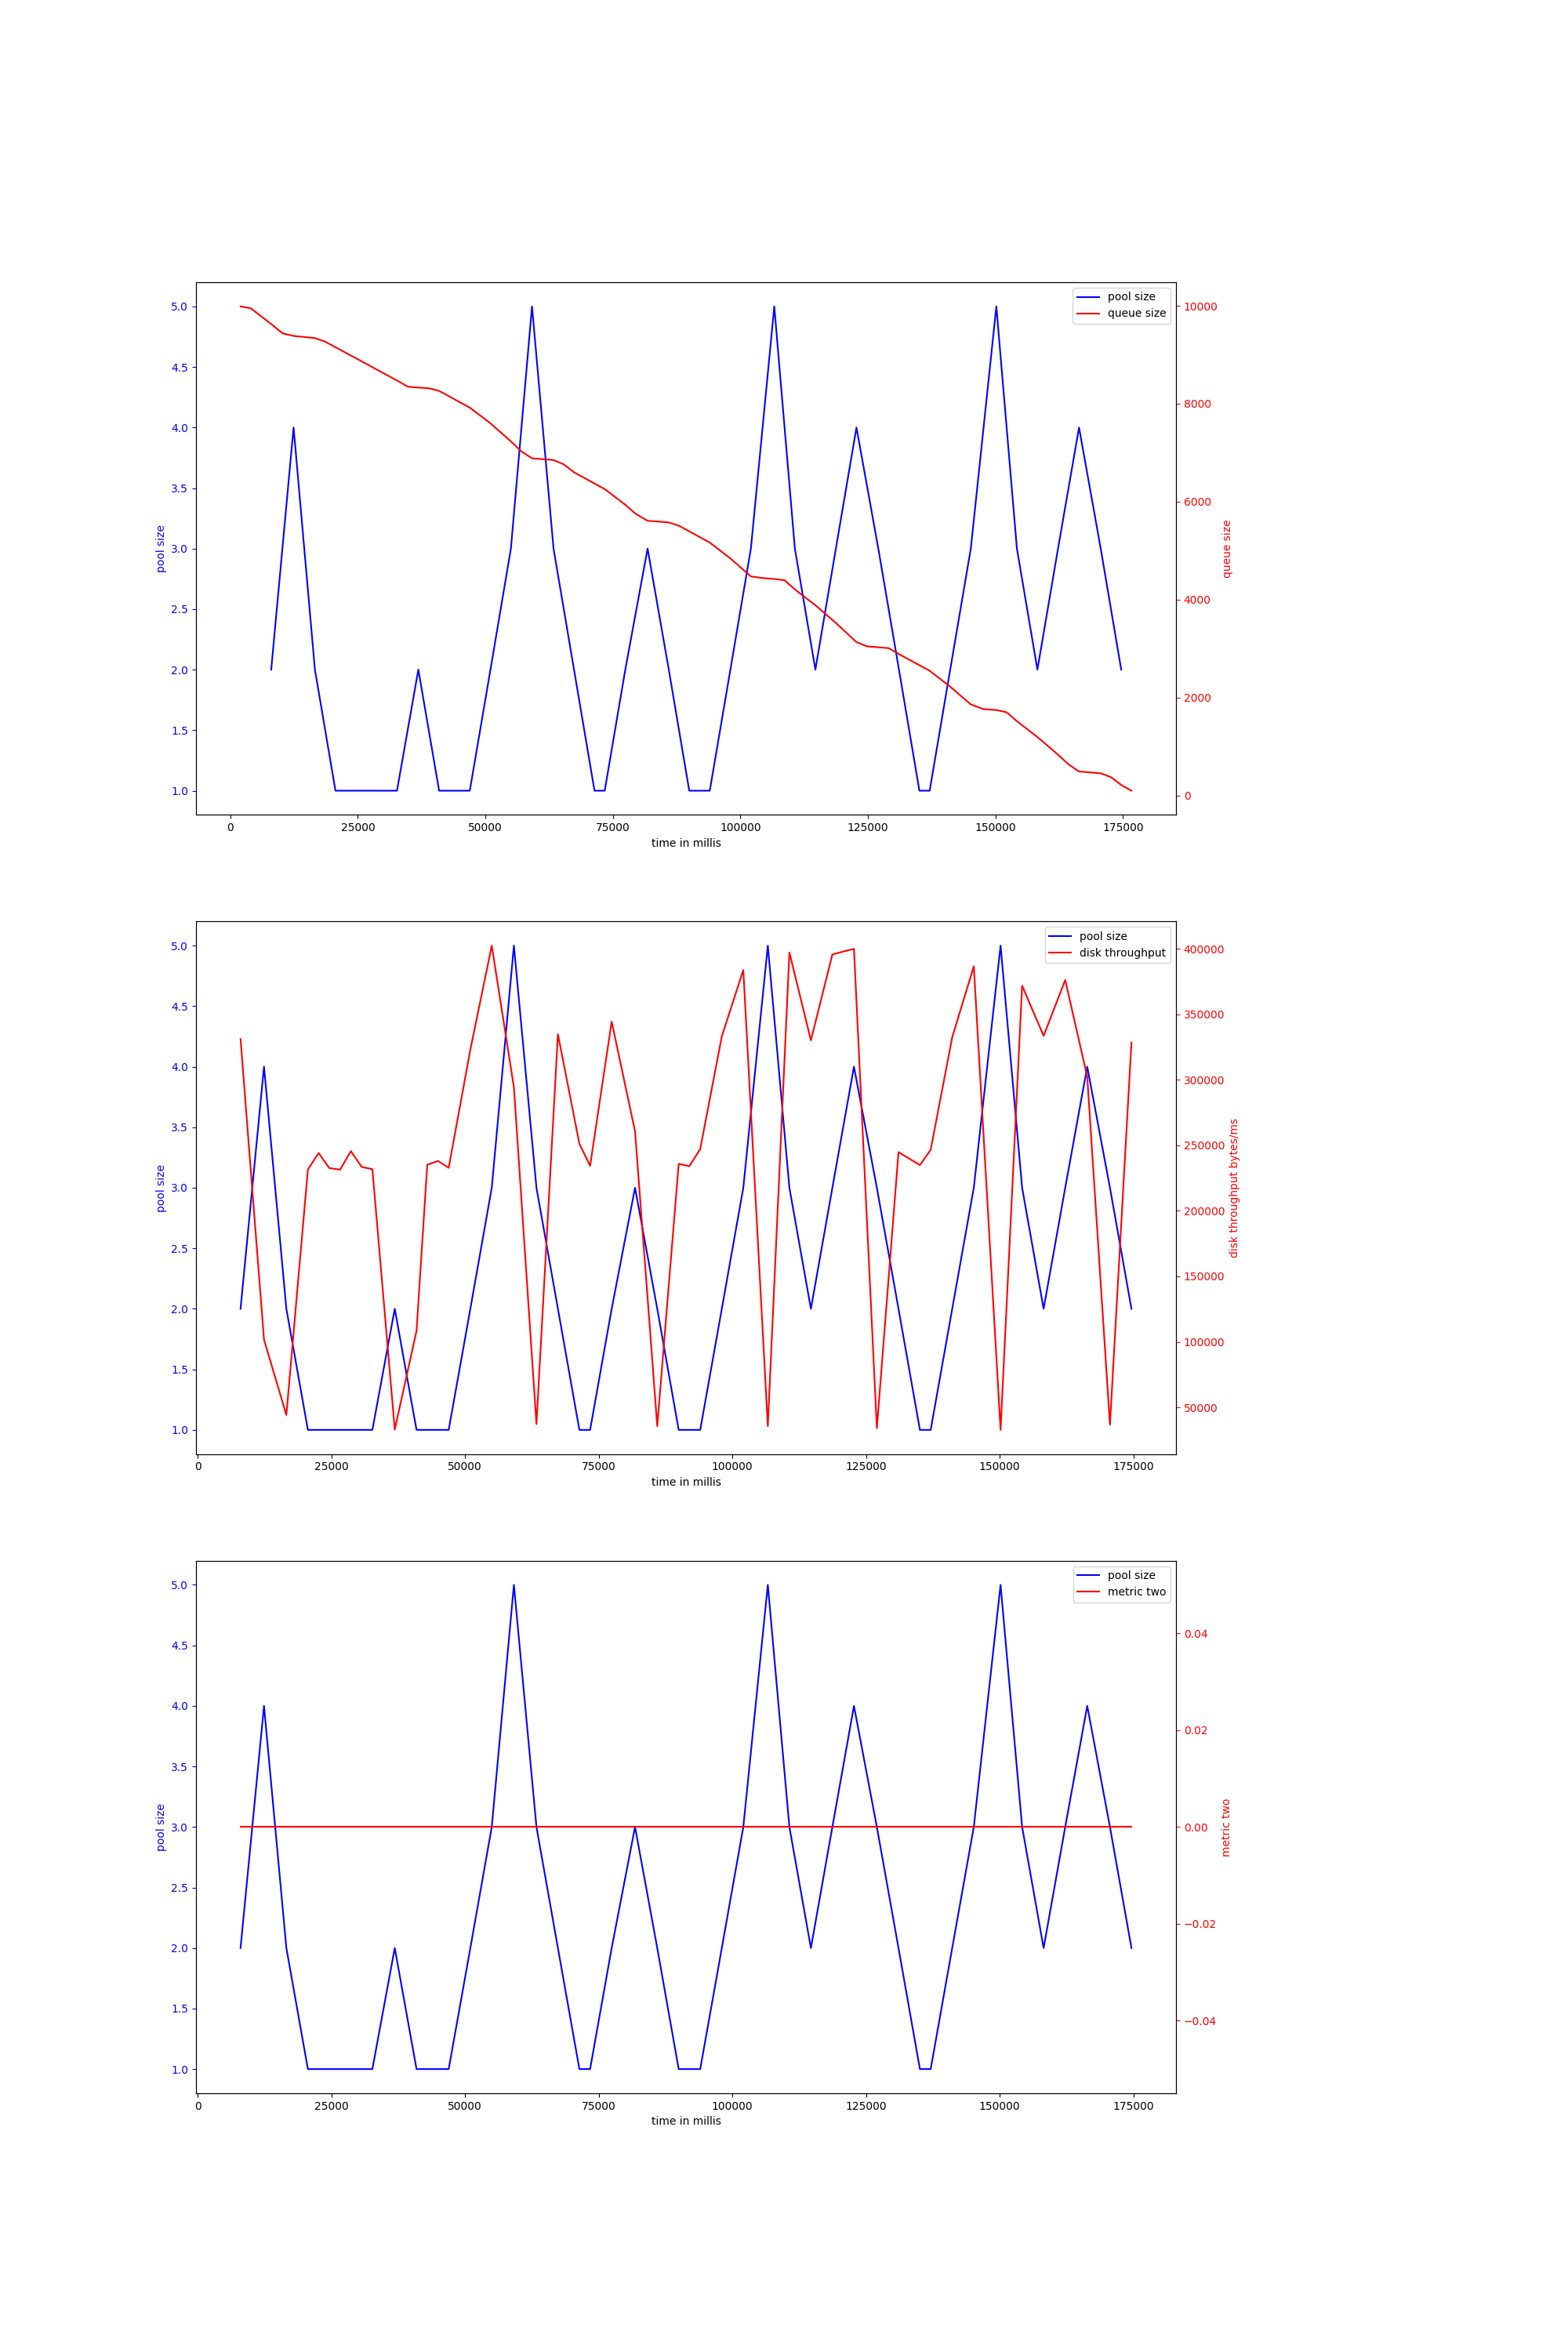 pool size
queue size
5.0
4.5
4.0
3.5
3.0
2.5
2.0
1.5
1.0
pool size
10000
8000
6000
4000
2000
0
queue size
0 25000 50000 75000 100000 125000 150000 175000
time in millis
pool size
disk throughput
5.0
4.5
4.0
3.5
3.0
2.5
2.0
1.5
1.0
pool size
400000
350000
300000
250000
200000
150000
100000
50000
disk throughput bytes/ms
0 25000 50000 75000 100000 125000 150000 175000
time in millis
pool size
metric two
5.0
4.5
4.0
3.5
3.0
2.5
2.0
1.5
1.0
pool size
0.04
0.02
0.00
−0.02
−0.04
metric two
0 25000 50000 75000 100000 125000 150000 175000
time in millis